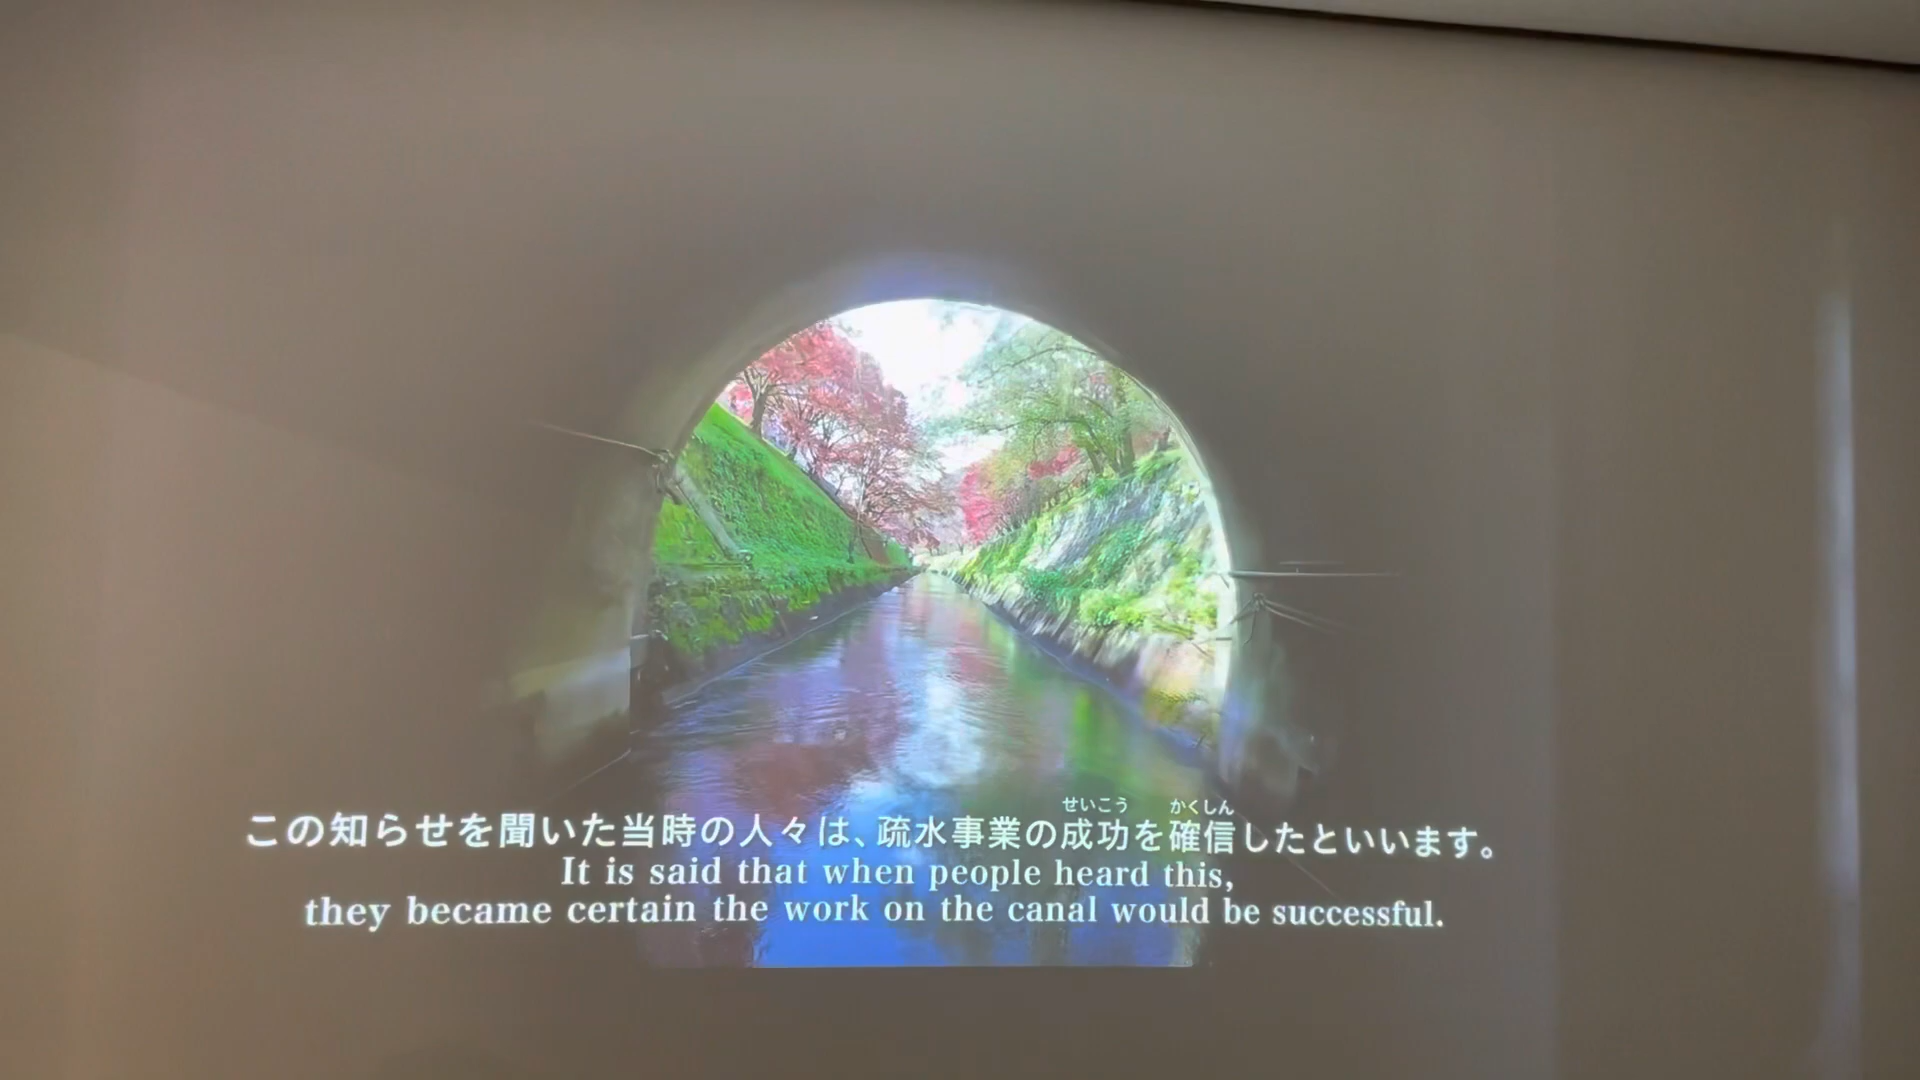 せいこう かくしん
この知らせを聞いた当時の人々は、疏水事業の成功を確信したといいます。
It is said that when people heard this,
they became certain the work on the canal would be successful.